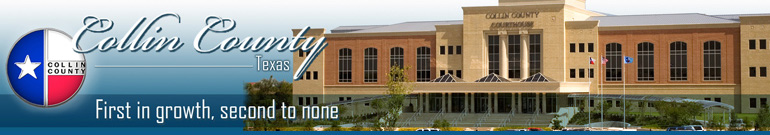 Collin County
Texas
COLLIN
COUNTY
First in growth, second to none
COLLIN COUNTY
COURTHOUSE